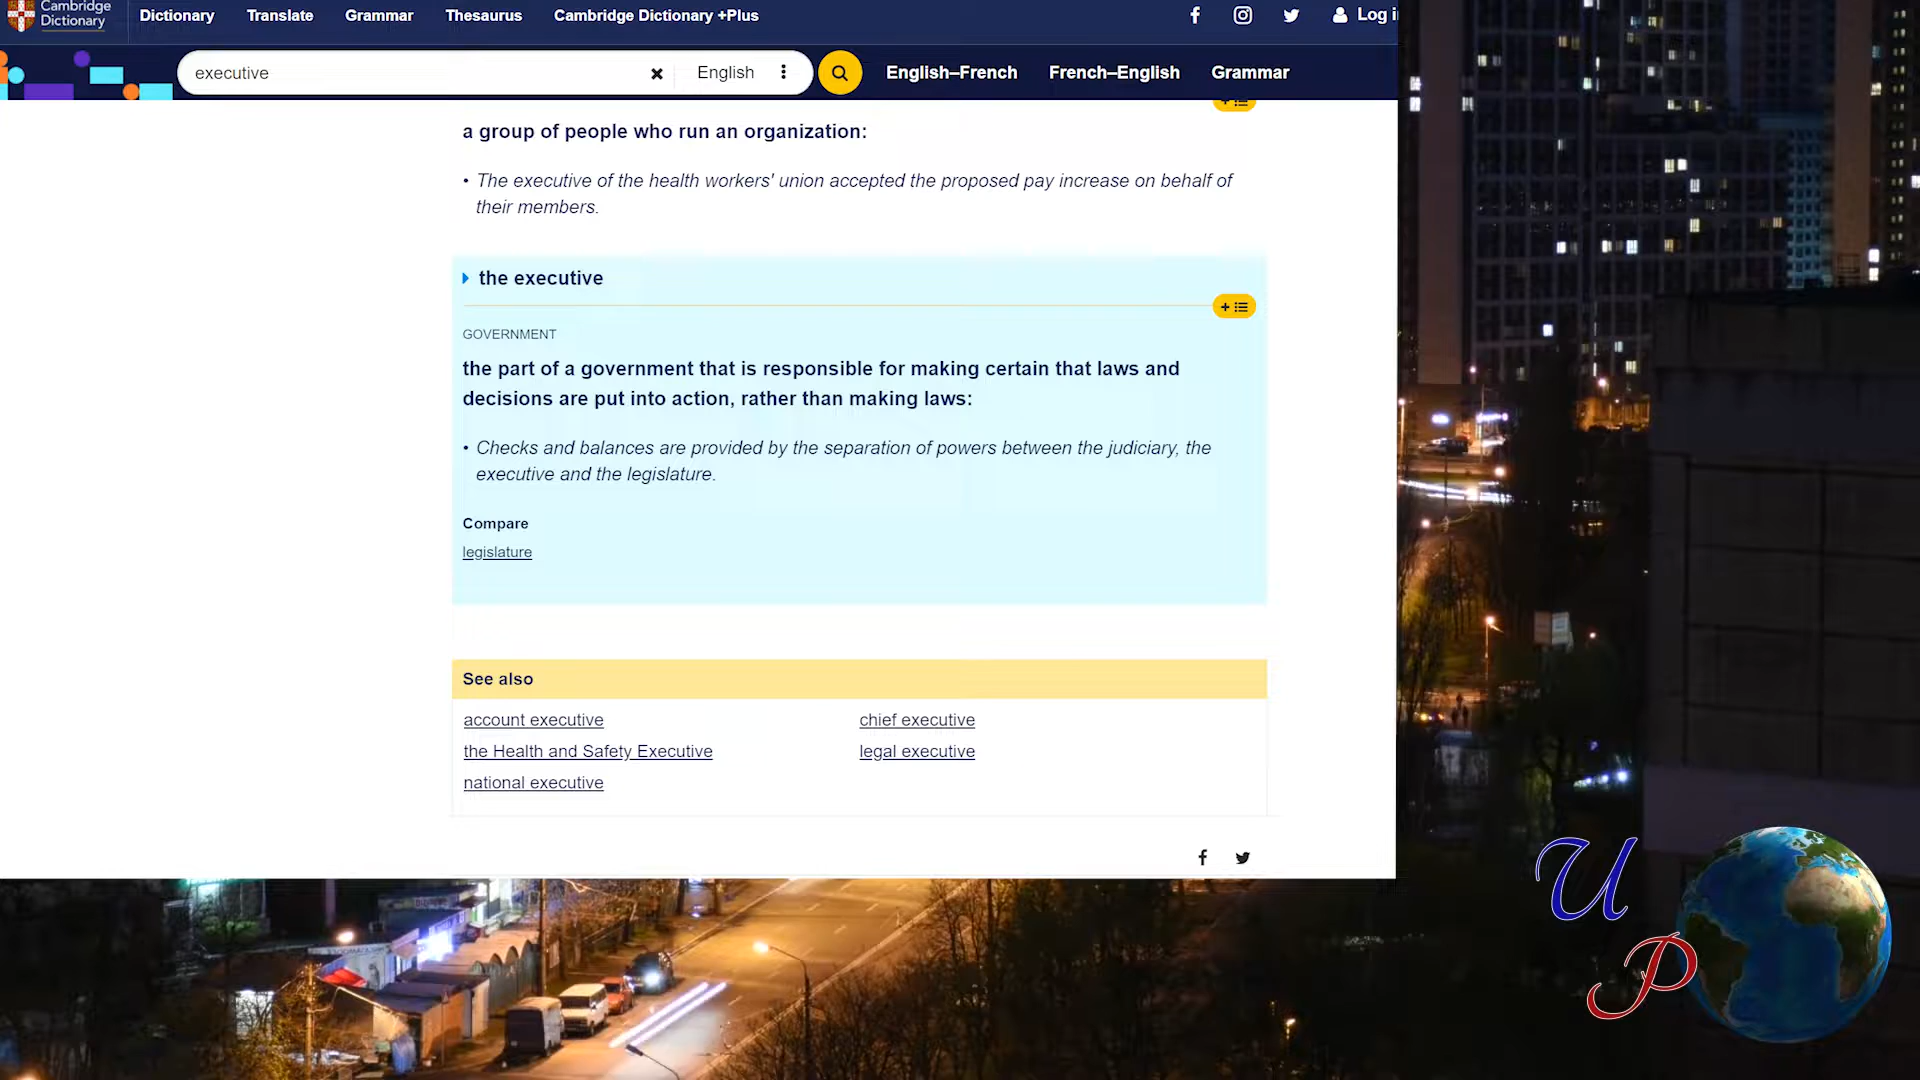 Cambridge
Dictionary
Dictionary Translate Grammar Thesaurus Cambridge Dictionary +Plus
Log i
executive
English
English–French French–English Grammar
a group of people who run an organization:
• The executive of the health workers' union accepted the proposed pay increase on behalf of
their members.
the executive
GOVERNMENT
the part of a government that is responsible for making certain that laws and
decisions are put into action, rather than making laws:
• Checks and balances are provided by the separation of powers between the judiciary, the
executive and the legislature.
Compare
legislature
See also
account executive
chief executive
the Health and Safety Executive
legal executive
national executive
U
P